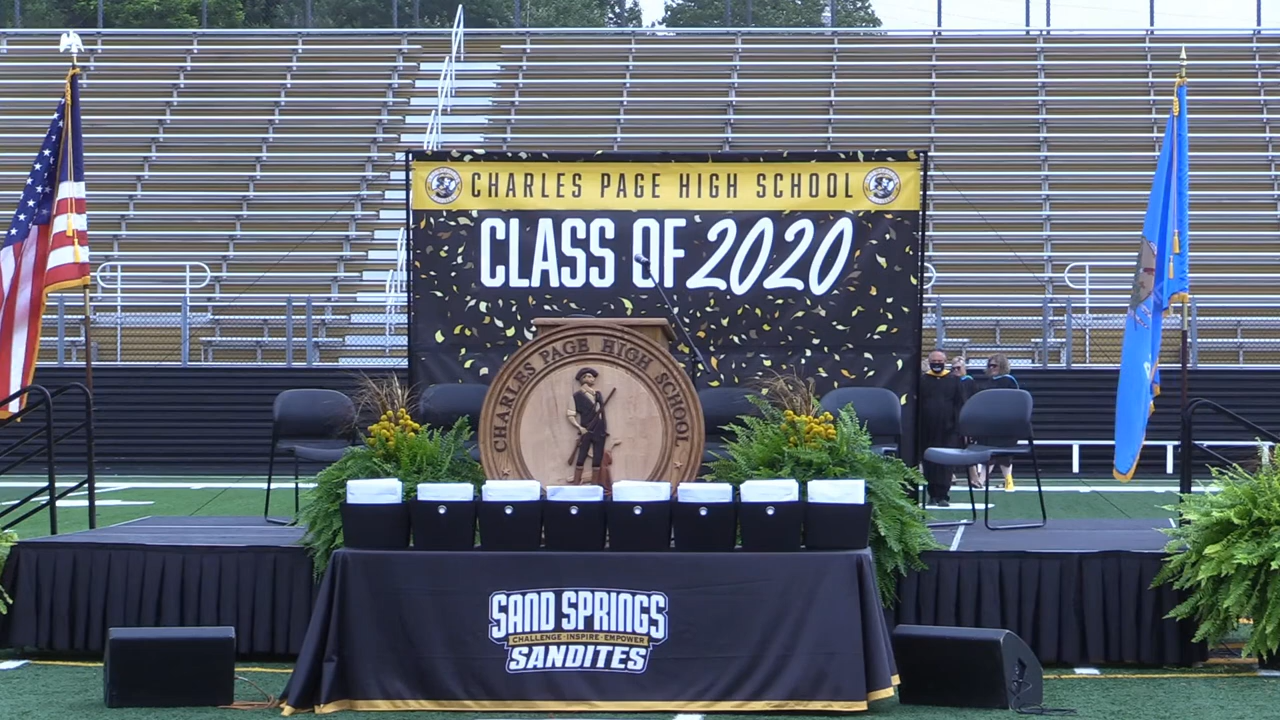 CHARLES PAGE HIGH SCHOOL
CLASS OF 2020
CHARLES PAGE HIGH SCHOOL
SAND SPRINGS
CHALLENGE · INSPIRE · EMPOWER
SANDITES